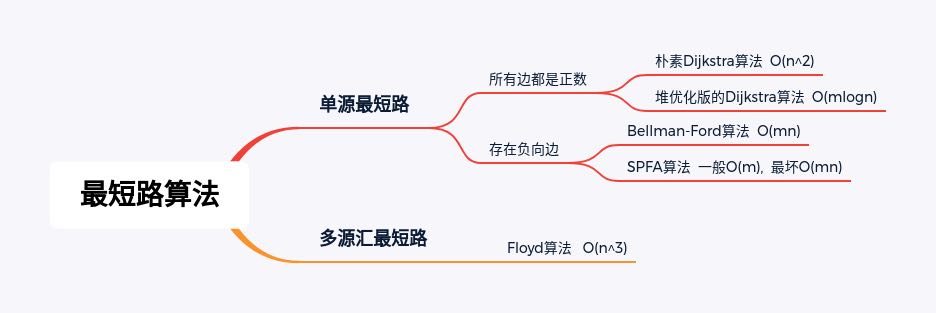 最短路算法
单源最短路
所有边都是正数
朴素Dijkstra算法  O(n^2)
堆优化版的Dijkstra算法  O(mlogn)
存在负向边
Bellman-Ford算法  O(mn)
SPFA算法  一般O(m),  最坏O(mn)
多源汇最短路
Floyd算法   O(n^3)